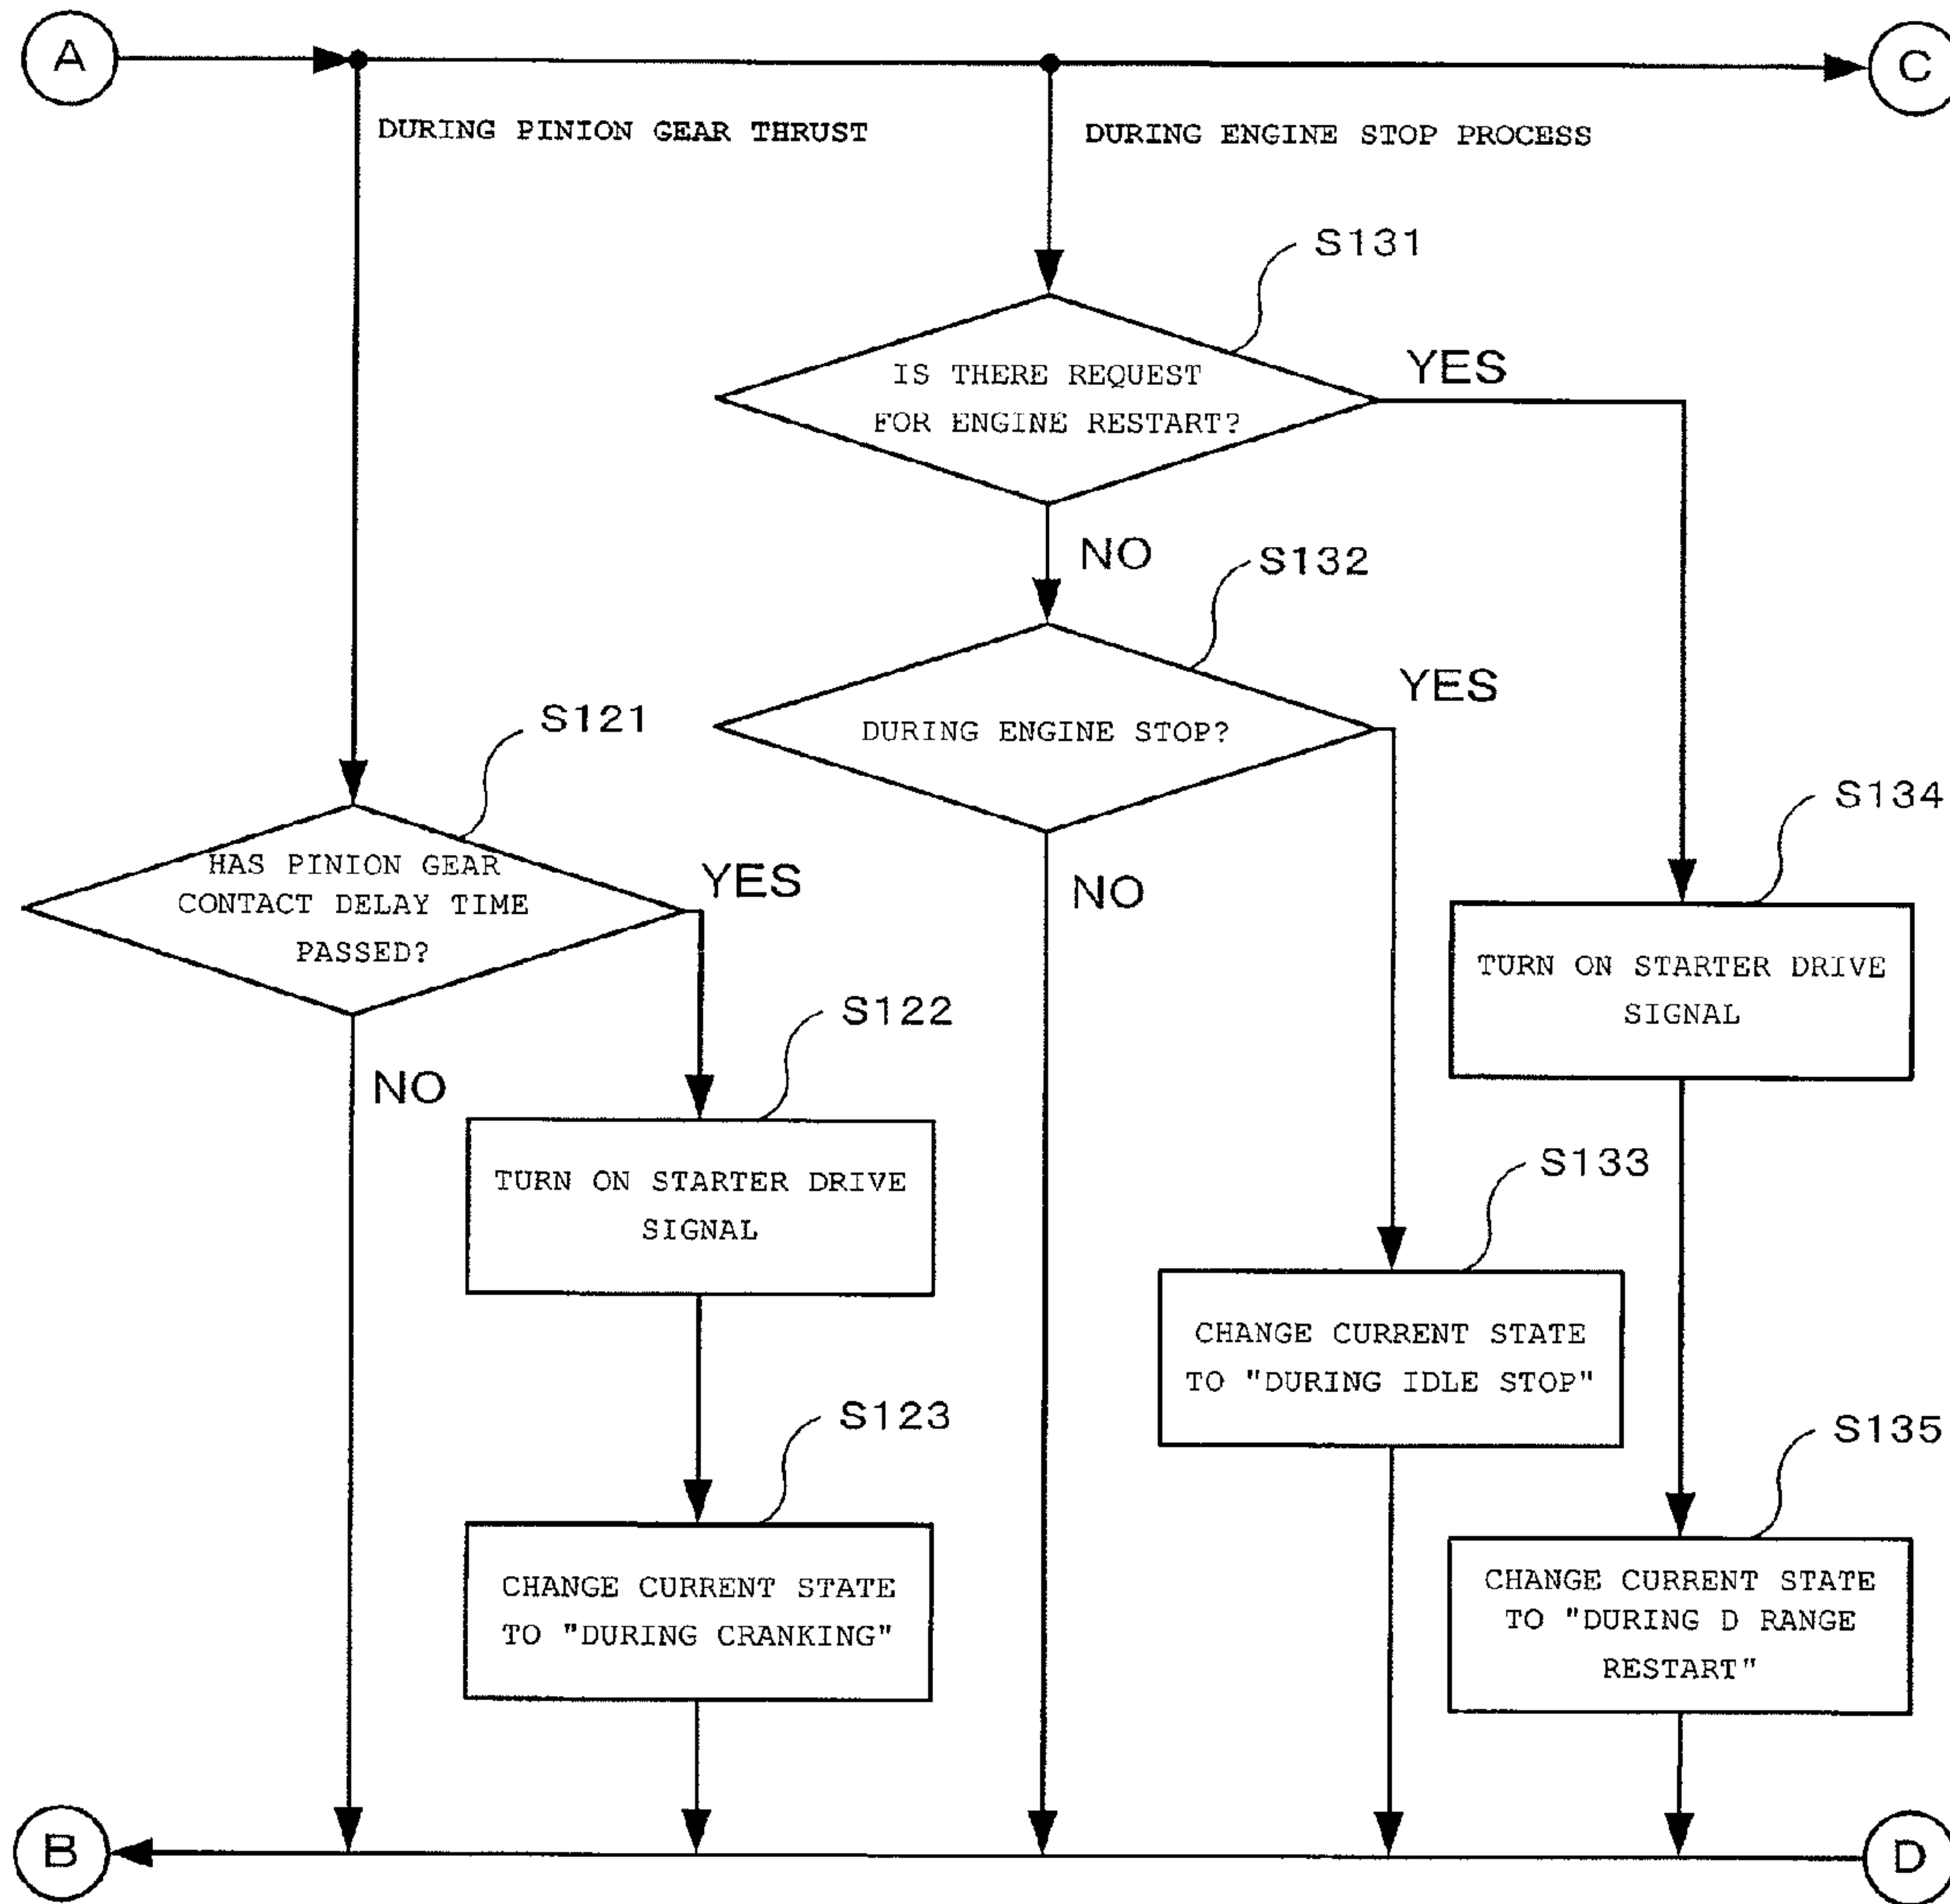 A
C
DURING PINION GEAR THRUST
DURING ENGINE STOP PROCESS
S131
IS THERE REQUEST
FOR ENGINE RESTART?
YES
NO
S132
DURING ENGINE STOP?
YES
NO
S121
HAS PINION GEAR
CONTACT DELAY TIME
PASSED?
YES
NO
S134
TURN ON STARTER DRIVE
SIGNAL
S122
TURN ON STARTER DRIVE
SIGNAL
S133
CHANGE CURRENT STATE
TO "DURING IDLE STOP"
S123
CHANGE CURRENT STATE
TO "DURING CRANKING"
S135
CHANGE CURRENT STATE
TO "DURING D RANGE
RESTART"
B
D